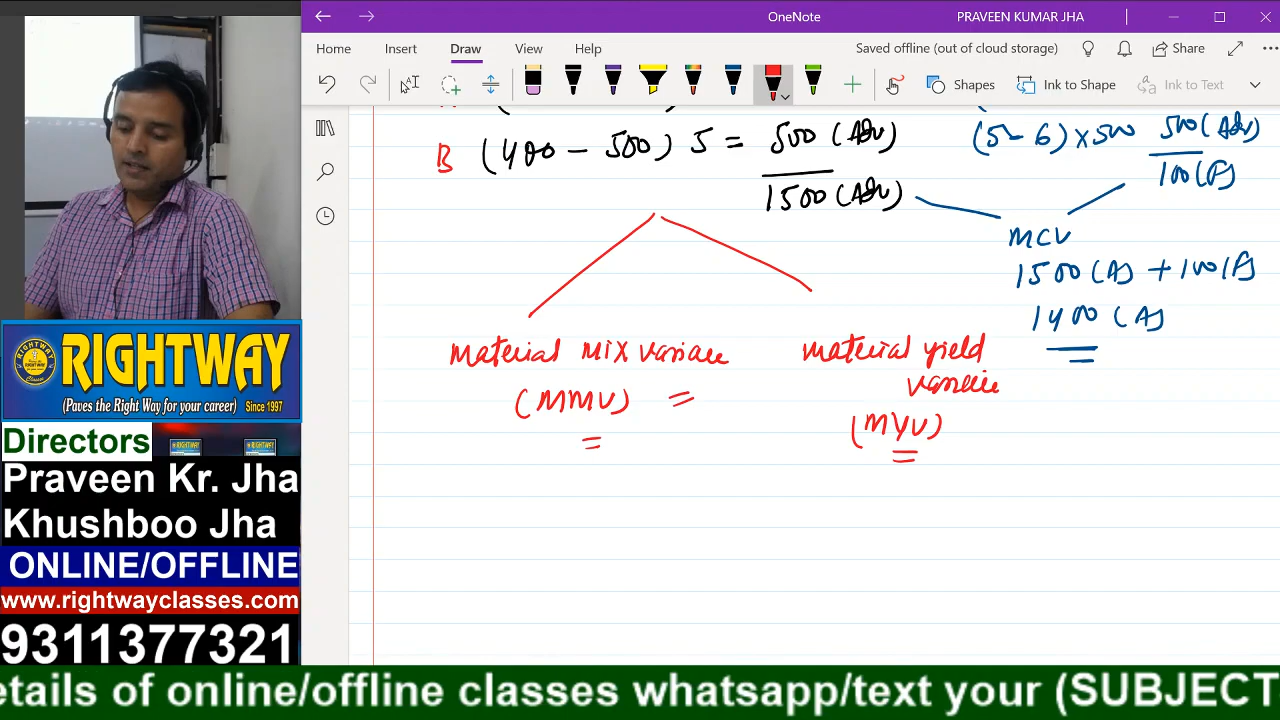 OneNote
PRAVEEN KUMAR JHA
Home Insert Draw View Help
Saved offline (out of cloud storage)
Share
Shapes
Ink to Shape
Ink to Text
B (400 - 500) 5 = 500 (Adv)
1500 (Adv)
(5-6) x 500 500 (Adv)
100 (F)
MCV
1500 (A) + 100 (F)
1400 (A)
material mix variance
(MMV) =
=
material yield
variance
(MYV)
RIGHTWAY
(Paves the Right Way for your career) Since 1997
Directors
Praveen Kr. Jha
Khushboo Jha
ONLINE/OFFLINE
www.rightwayclasses.com
9311377321
etails of online/offline classes whatsapp/text your (SUBJECT